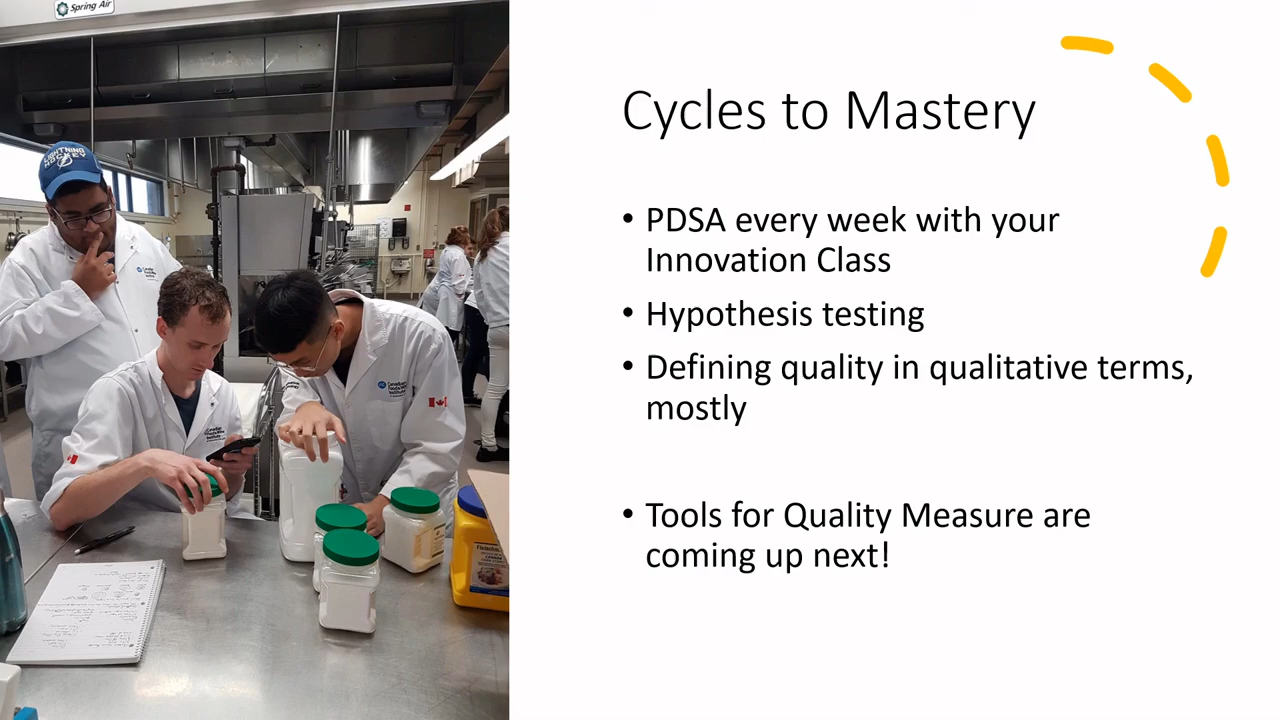 Spring Air
LIGHTNING
HOCKEY
Cycles to Mastery
• PDSA every week with your
Innovation Class
• Hypothesis testing
• Defining quality in qualitative terms,
mostly
• Tools for Quality Measure are
coming up next!